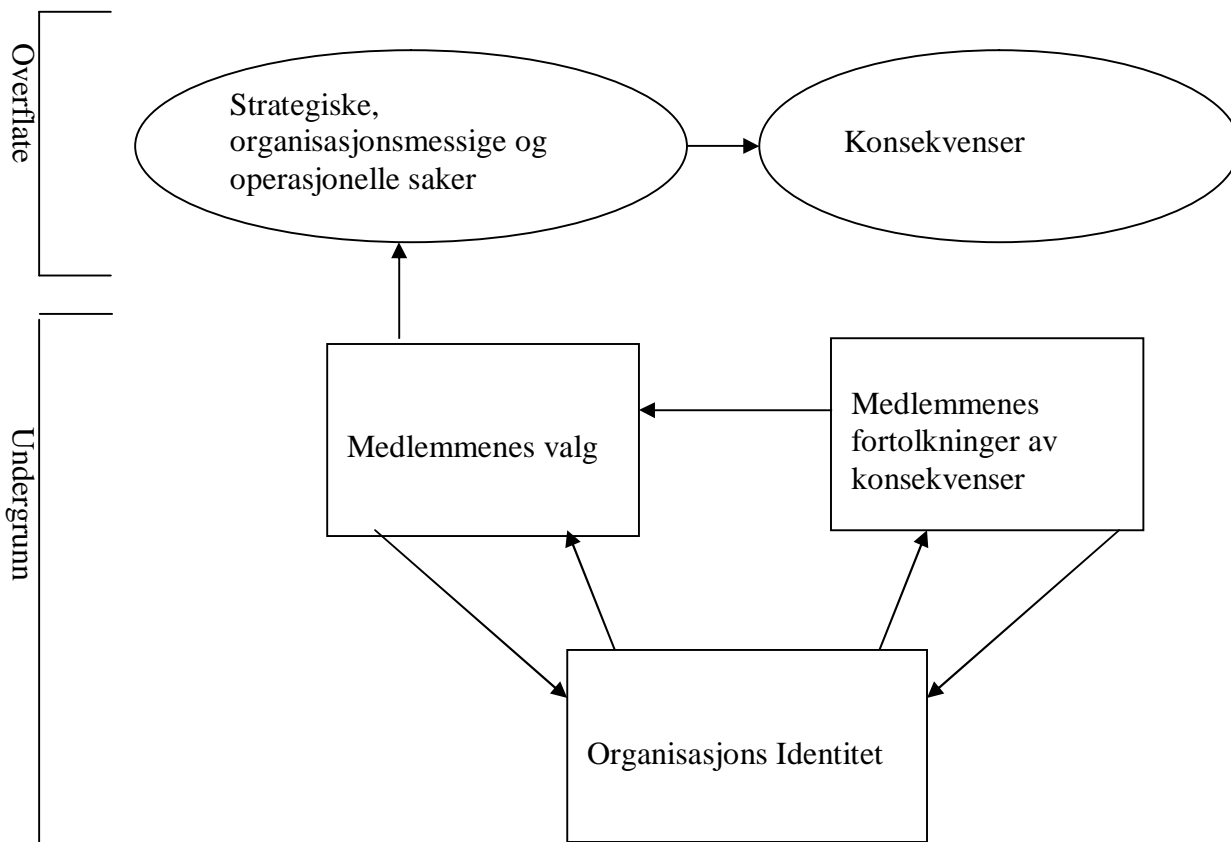 Overflate
Strategiske,
organisasjonsmessige og
operasjonelle saker
Konsekvenser
Undergrunn
Medlemmenes valg
Medlemmenes
fortolkninger av
konsekvenser
Organisasjons Identitet